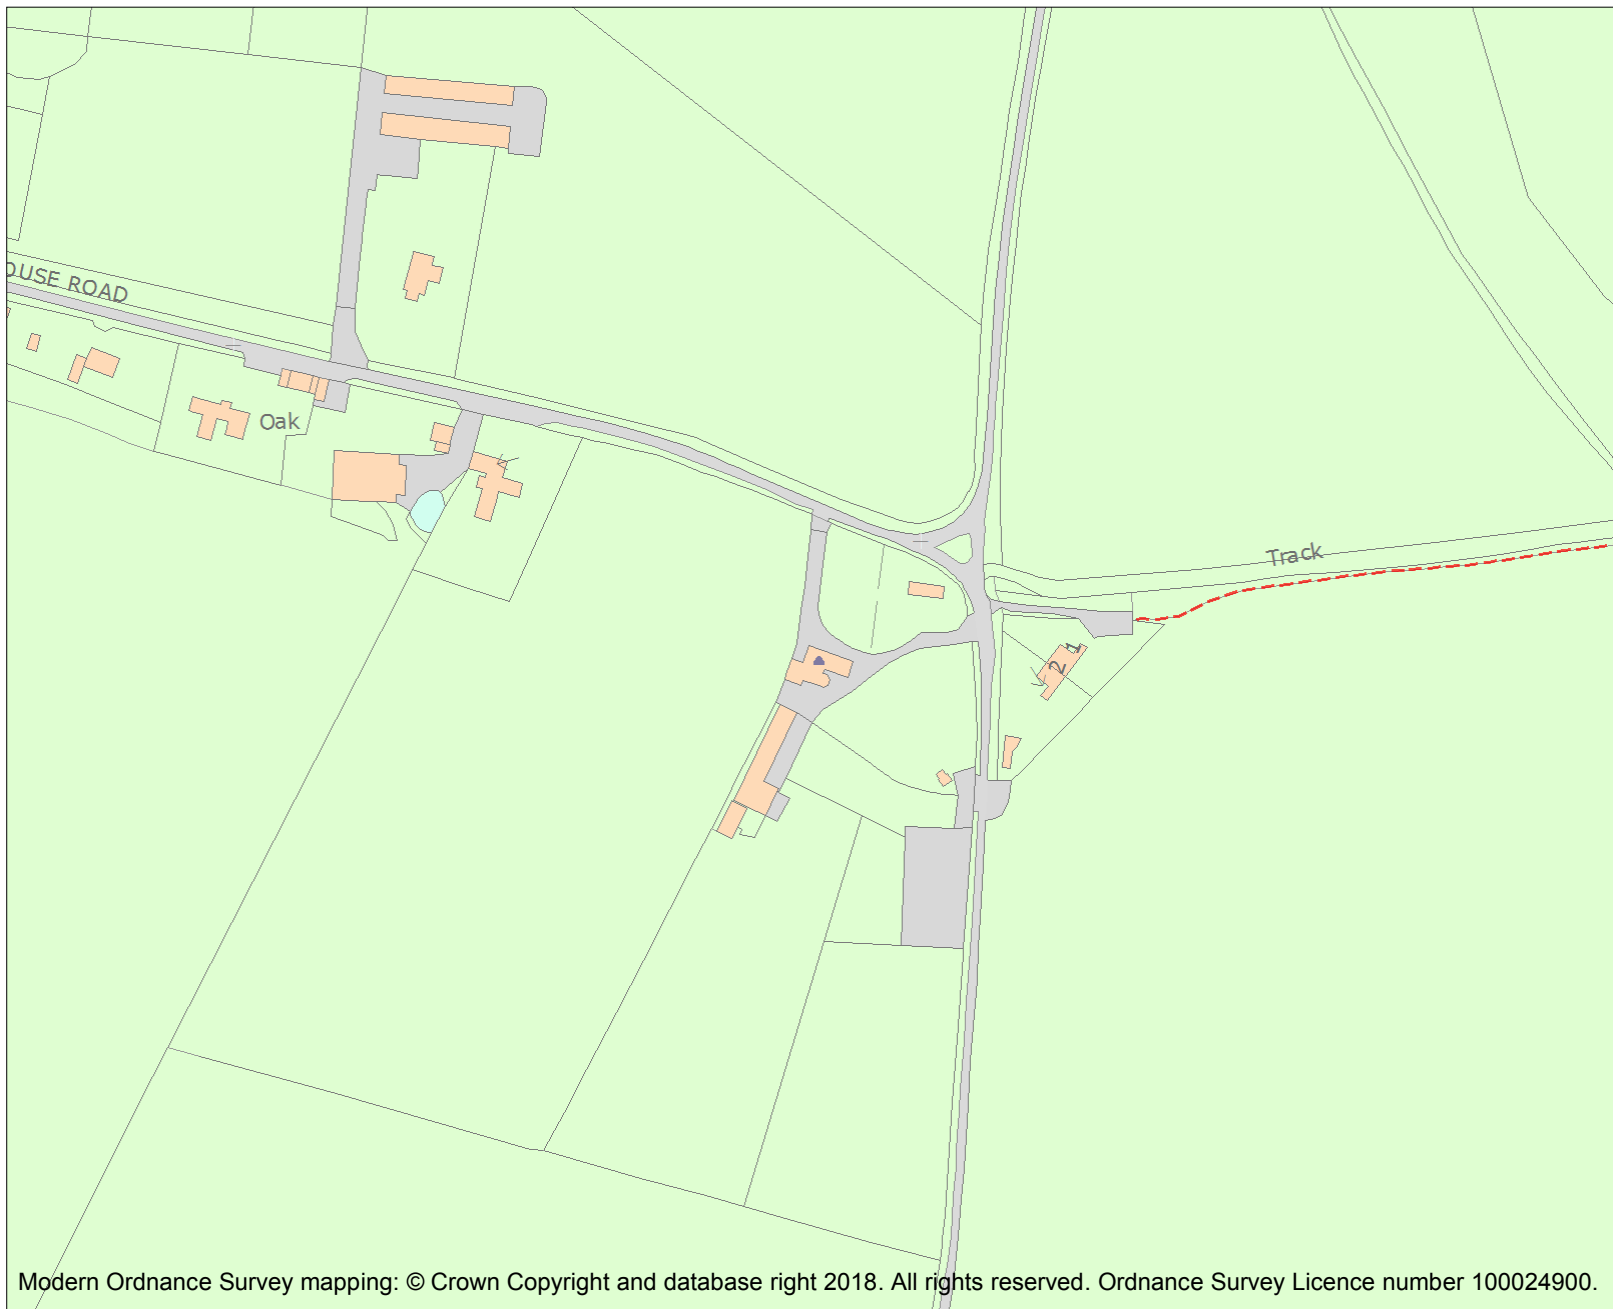 OUSE ROAD
Oak
Track
1
2
Modern Ordnance Survey mapping: © Crown Copyright and database right 2018. All rights reserved. Ordnance Survey Licence number 100024900.